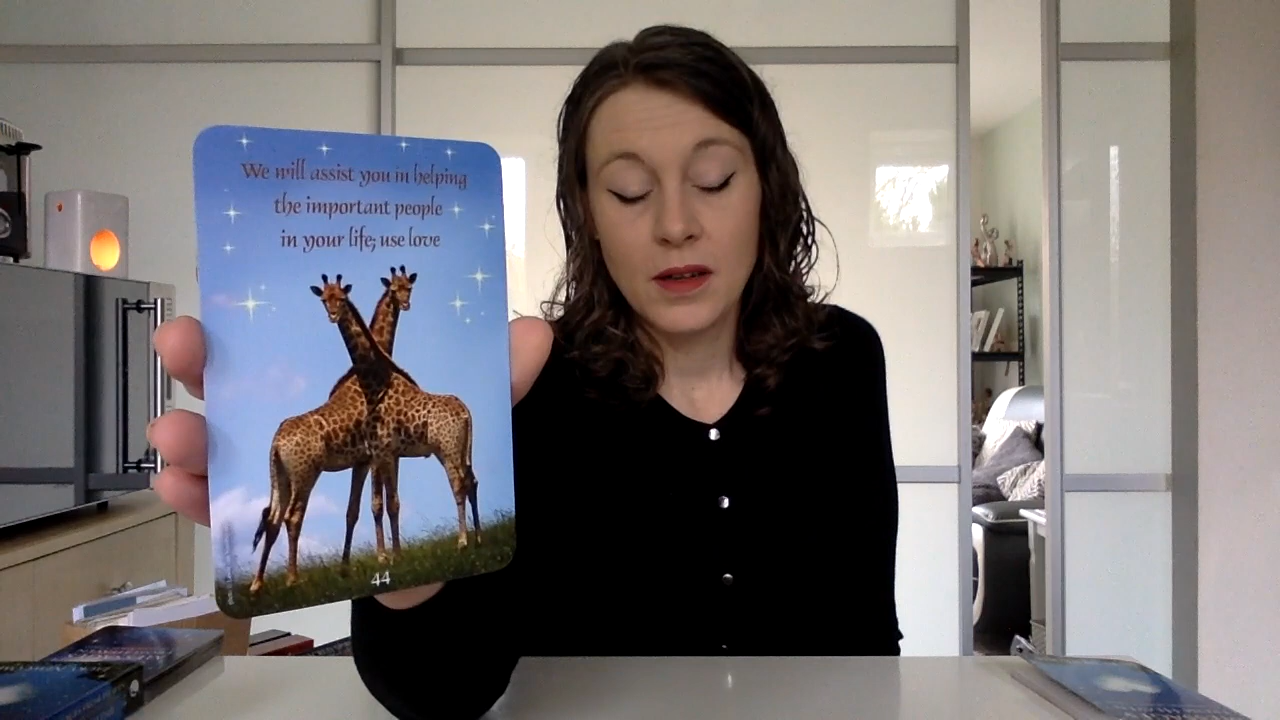 We will assist you in helping
the important people
in your life; use love
44